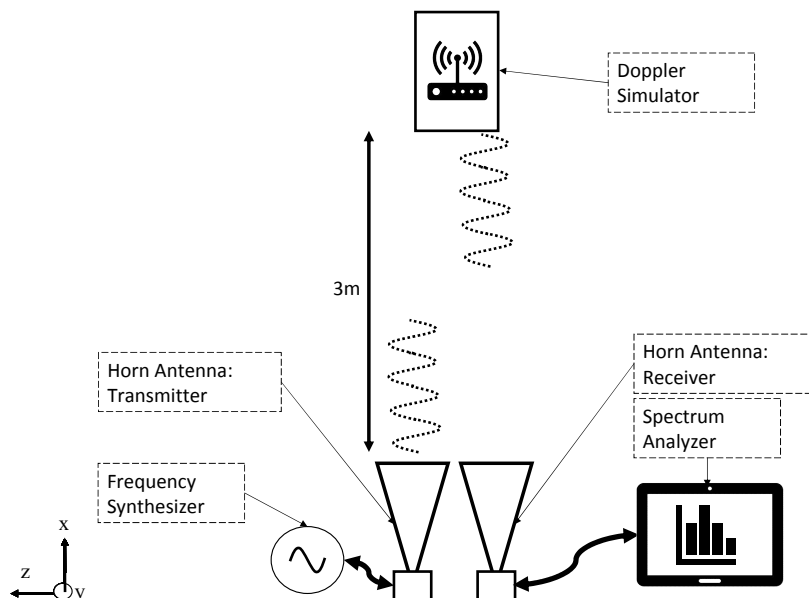 Doppler
Simulator
3m
Horn Antenna:
Transmitter
Horn Antenna:
Receiver
Spectrum
Analyzer
Frequency
Synthesizer
x
z
y